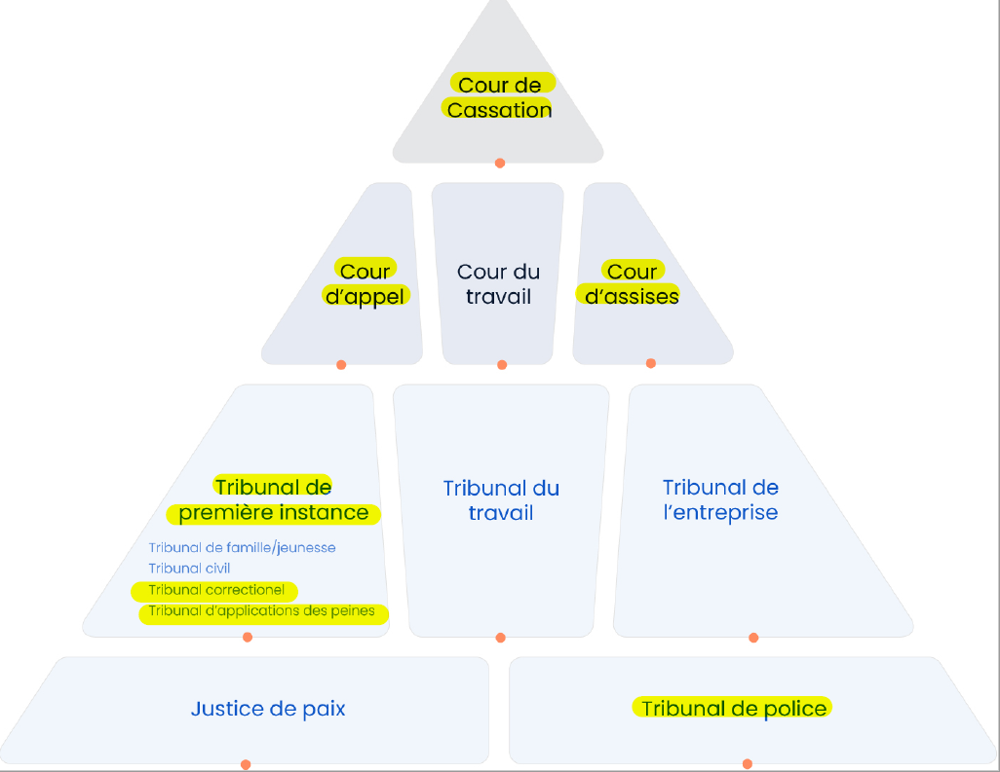 Cour de
Cassation
Cour
d'appel
Cour du
travail
Cour
d'assises
Tribunal de
première instance
Tribunal de famille/jeunesse
Tribunal civil
Tribunal correctionel
Tribunal d'applications des peines
Tribunal du
travail
Tribunal de
l'entreprise
Justice de paix
Tribunal de police